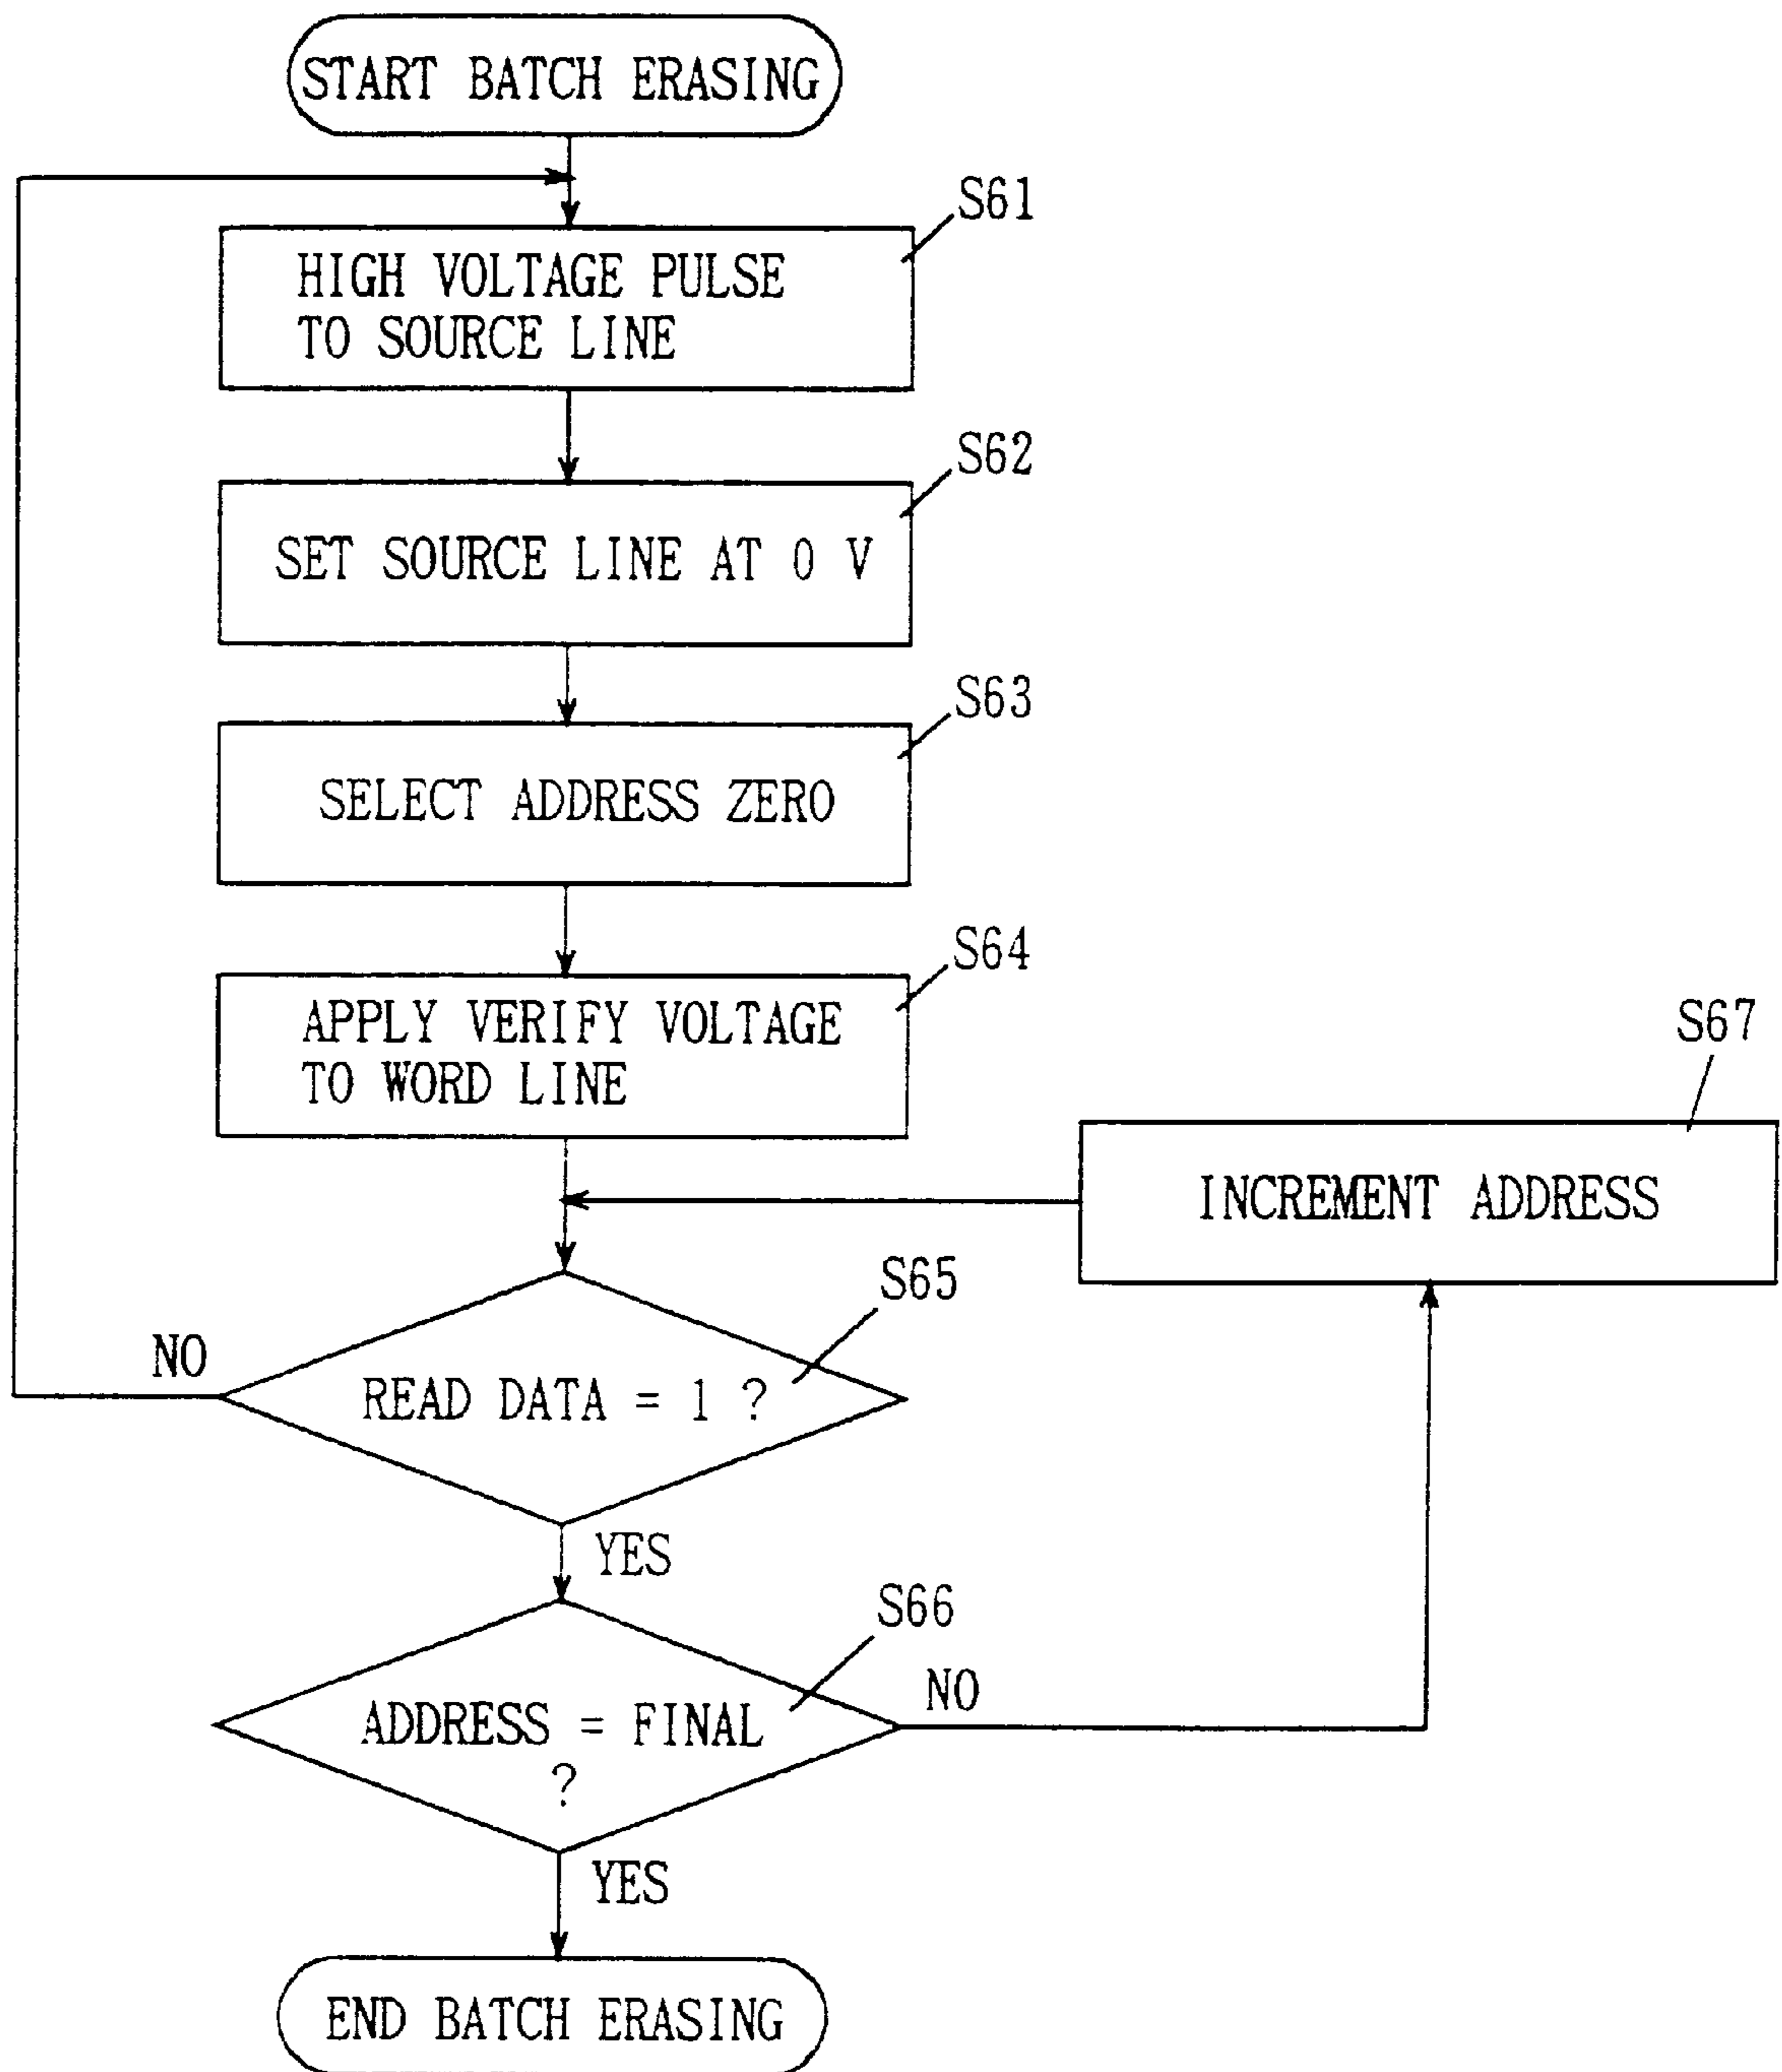 START BATCH ERASING
S61
HIGH VOLTAGE PULSE
TO SOURCE LINE
S62
SET SOURCE LINE AT 0 V
S63
SELECT ADDRESS ZERO
S64
APPLY VERIFY VOLTAGE
TO WORD LINE
S67
INCREMENT ADDRESS
S65
NO
READ DATA = 1 ?
YES
S66
NO
ADDRESS = FINAL
?
YES
END BATCH ERASING